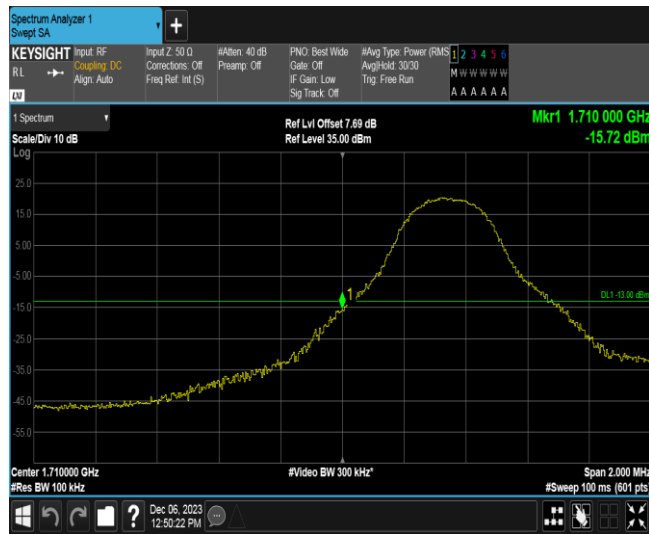 Spectrum Analyzer 1
Swept SA
KEYSIGHT
RL
LXI
Input: RF
Coupling: DC
Align: Auto
Input Z: 50 Ω
Corrections: Off
Freq Ref: Int (S)
#Atten: 40 dB
Preamp: Off
PNO: Best Wide
Gate: Off
IF Gain: Low
Sig Track: Off
#Avg Type: Power (RMS
Avg|Hold: 30/30
Trig: Free Run
1 2 3 4 5 6
M W W W W W
A A A A A A
1 Spectrum
Scale/Div 10 dB
Log
Ref Lvl Offset 7.69 dB
Ref Level 35.00 dBm
Mkr1 1.710 000 GHz
-15.72 dBm
25.0
15.0
5.00
-5.00
-15.0
-25.0
-35.0
-45.0
-55.0
1
DL1 -13.00 dBm
Center 1.710000 GHz
#Res BW 100 kHz
#Video BW 300 kHz*
Span 2.000 MHz
#Sweep 100 ms (601 pts
?
Dec 06, 2023
12:50:22 PM